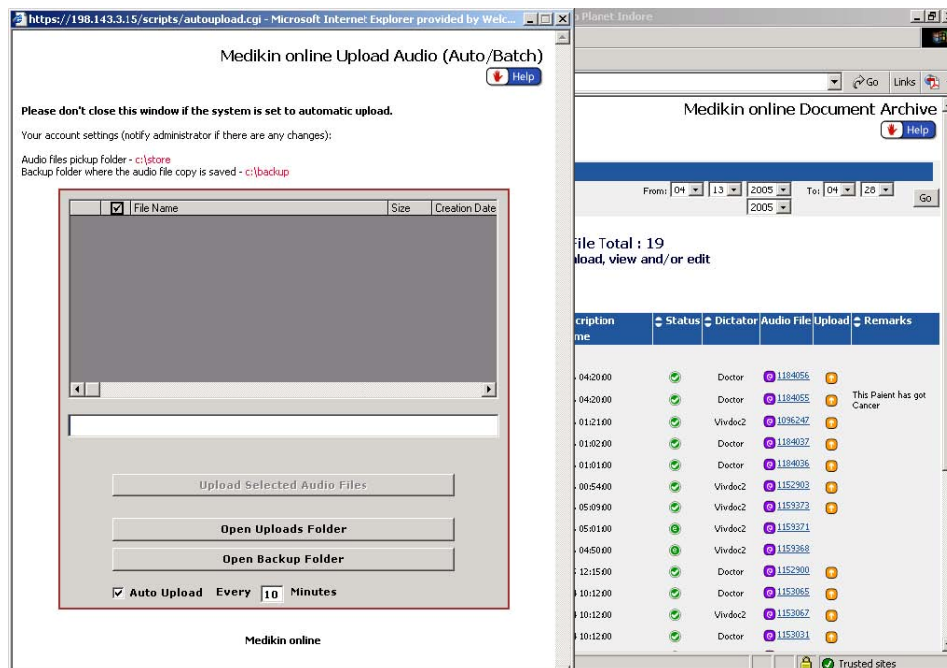 https://198.143.3.15/scripts/autoupload.cgi - Microsoft Internet Explorer provided by Welc...
Medikin online Upload Audio (Auto/Batch)
Help
Please don't close this window if the system is set to automatic upload.
Your account settings (notify administrator if there are any changes):
Audio files pickup folder - c:\store
Backup folder where the audio file copy is saved - c:\backup
File Name Size Creation Date
Upload Selected Audio Files
Open Uploads Folder
Open Backup Folder
Auto Upload Every 10 Minutes
Medikin online
Planet Indore
Go Links
Medikin online Document Archive
Help
From: 04 13 2005 To: 04 28
2005
Go
File Total : 19
load, view and/or edit
cription Status Dictator Audio File Upload Remarks
me
04:20:00 Doctor 1184056
04:20:00 Doctor 1184055 This Paient has got
Cancer
01:21:00 Vivdoc2 1096247
01:02:00 Doctor 1184037
01:01:00 Doctor 1184036
00:54:00 Vivdoc2 1152903
05:09:00 Vivdoc2 1159373
05:01:00 Vivdoc2 1159371
04:50:00 Vivdoc2 1159368
12:15:00 Doctor 1152900
10:12:00 Doctor 1153065
10:12:00 Vivdoc2 1153067
10:12:00 Doctor 1153031
Trusted sites